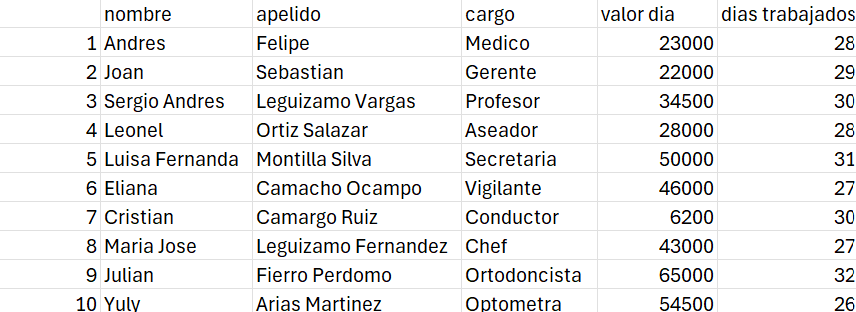 nombre apelido cargo valor dia dias trabajados
1 Andres Felipe Medico 23000 28
2 Joan Sebastian Gerente 22000 29
3 Sergio Andres Leguizamo Vargas Profesor 34500 30
4 Leonel Ortiz Salazar Aseador 28000 28
5 Luisa Fernanda Montilla Silva Secretaria 50000 31
6 Eliana Camacho Ocampo Vigilante 46000 27
7 Cristian Camargo Ruiz Conductor 6200 30
8 Maria Jose Leguizamo Fernandez Chef 43000 27
9 Julian Fierro Perdomo Ortodoncista 65000 32
10 Yuly Arias Martinez Optometra 54500 26